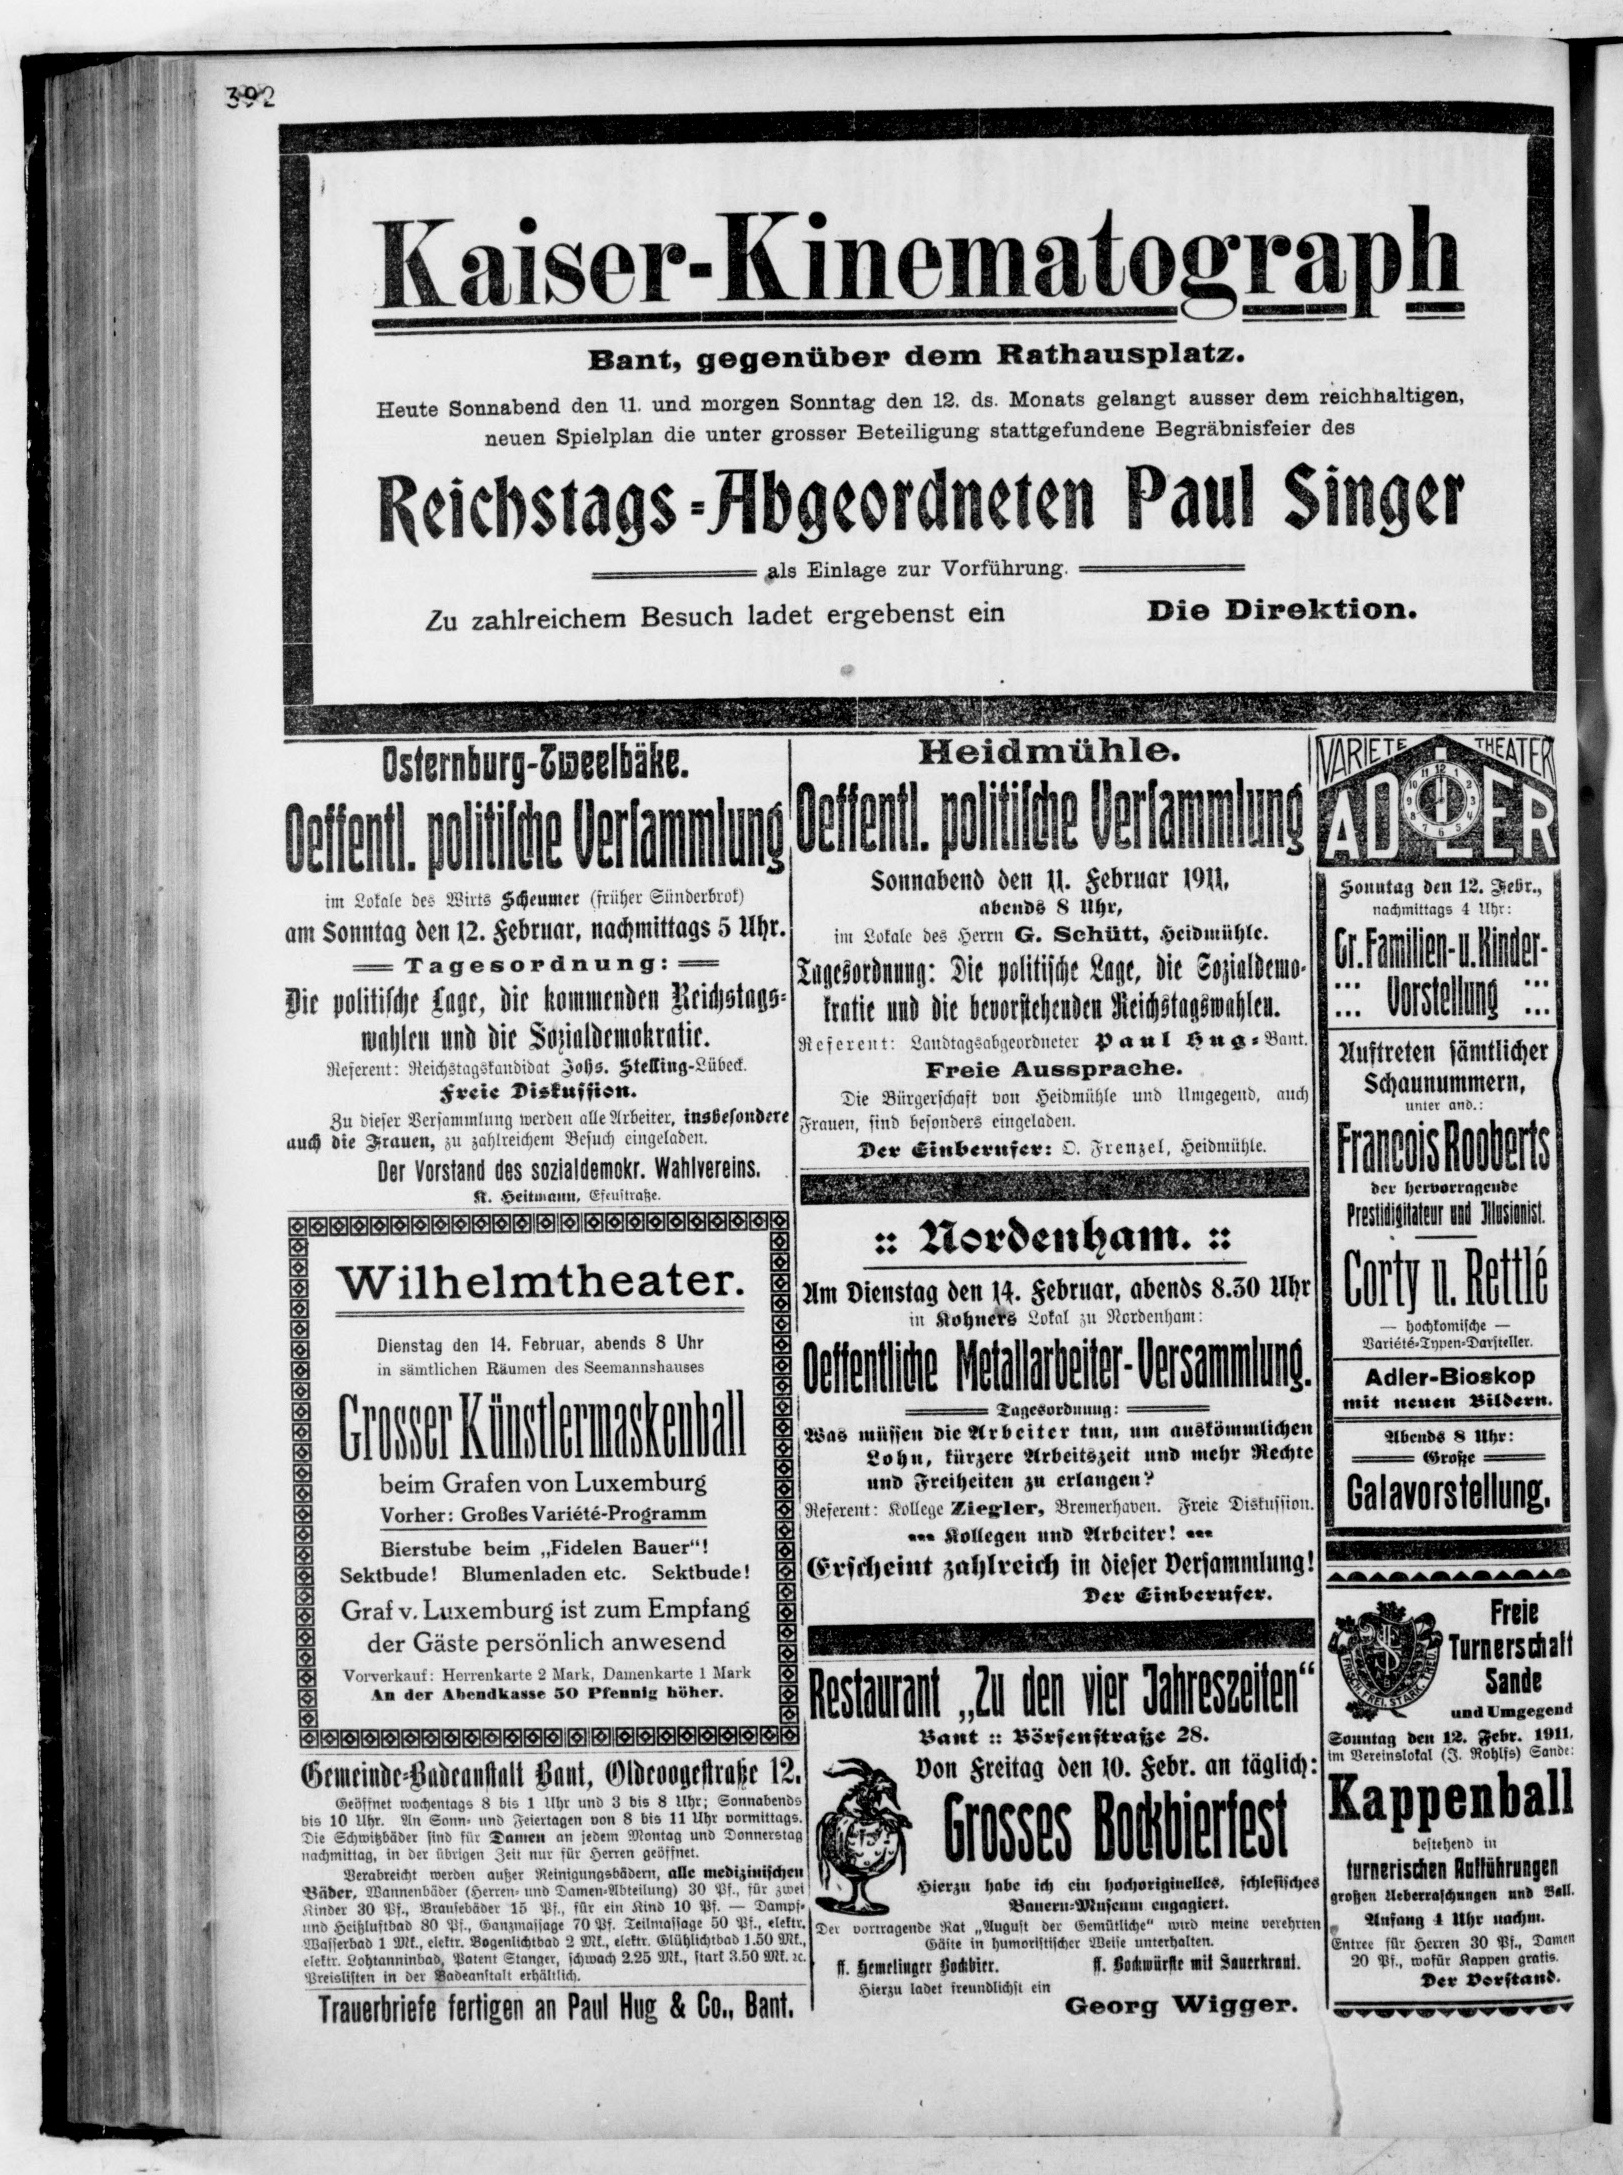 392
Kaiser-Kinematograph
Bant, gegenüber dem Rathausplatz.
Heute Sonnabend den 11. und morgen Sonntag den 12. ds. Monats gelangt ausser dem reichhaltigen,
neuen Spielplan die unter grosser Beteiligung stattgefundene Begräbnisfeier des
Reichstags-Abgeordneten Paul Singer
als Einlage zur Vorführung.
Zu zahlreichem Besuch ladet ergebenst ein
Die Direktion.
Osternburg-Tweelbäke.
Oeffentl. politische Versammlung
im Lokale des Wirts Scheumer (früher Sünderbrok)
am Sonntag den 12. Februar, nachmittags 5 Uhr.
Tagesordnung:
Die politische Lage, die kommenden Reichstags-
wahlen und die Sozialdemokratie.
Referent: Reichstagskandidat Johs. Stelling-Lübeck.
Freie Diskussion.
Zu dieser Versammlung werden alle Arbeiter, insbesondere
auch die Frauen, zu zahlreichem Besuch eingeladen.
Der Vorstand des sozialdemokr. Wahlvereins.
K. Heitmann, Efeustraße.
Wilhelmtheater.
Dienstag den 14. Februar, abends 8 Uhr
in sämtlichen Räumen des Seemannshauses
Grosser Künstlermaskenball
beim Grafen von Luxemburg
Vorher: Großes Variété-Programm
Bierstube beim „Fidelen Bauer“!
Sektbude! Blumenladen etc. Sektbude!
Graf v. Luxemburg ist zum Empfang
der Gäste persönlich anwesend
Vorverkauf: Herrenkarte 2 Mark, Damenkarte 1 Mark
An der Abendkasse 50 Pfennig höher.
Gemeinde-Badeanstalt Bant, Oldeoogestraße 12.
Geöffnet wochentags 8 bis 1 Uhr und 3 bis 8 Uhr; Sonnabends
bis 10 Uhr. An Sonn- und Feiertagen von 8 bis 11 Uhr vormittags.
Die Schwitzbäder sind für Damen an jedem Montag und Donnerstag
nachmittag, in der übrigen Zeit nur für Herren geöffnet.
Verabreicht werden außer Reinigungsbädern, alle medizinischen
Bäder, Wannenbäder (Herren- und Damen-Abteilung) 30 Pf., für zwei
Kinder 30 Pf., Brausebäder 15 Pf., für ein Kind 10 Pf. — Dampf-
und Heißluftbad 80 Pf., Ganzmassage 70 Pf. Teilmassage 50 Pf., elektr.
Wasserbad 1 Mk., elektr. Bogenlichtbad 2 Mk., elektr. Glühlichtbad 1.50 Mk.,
elektr. Lohtanninbad, Patent Stanger, schwach 2.25 Mk., stark 3.50 Mk. ꝛc.
Preislisten in der Badeanstalt erhältlich.
Trauerbriefe fertigen an Paul Hug & Co., Bant.
Heidmühle.
Oeffentl. politische Versammlung
Sonnabend den 11. Februar 1911,
abends 8 Uhr,
im Lokale des Herrn G. Schütt, Heidmühle.
Tagesordnung: Die politische Lage, die Sozialdemo-
kratie und die bevorstehenden Reichstagswahlen.
Referent: Landtagsabgeordneter Paul Hug-Bant.
Freie Aussprache.
Die Bürgerschaft von Heidmühle und Umgegend, auch
Frauen, sind besonders eingeladen.
Der Einberufer: O. Frenzel, Heidmühle.
:: Nordenham. ::
Am Dienstag den 14. Februar, abends 8.30 Uhr
in Kohners Lokal zu Nordenham:
Oeffentliche Metallarbeiter-Versammlung.
Tagesordnung:
Was müssen die Arbeiter tun, um auskömmlichen
Lohn, kürzere Arbeitszeit und mehr Rechte
und Freiheiten zu erlangen?
Referent: Kollege Ziegler, Bremerhaven. Freie Diskussion.
Kollegen und Arbeiter!
Erscheint zahlreich in dieser Versammlung!
Der Einberufer.
Restaurant „Zu den vier Jahreszeiten“
Bant :: Börsenstraße 28.
Von Freitag den 10. Febr. an täglich:
Grosses Bockbierfest
Hierzu habe ich ein hochoriginelles, schlesisches
Bauern-Museum engagiert.
Der vortragende Rat „August der Gemütliche“ wird meine verehrten
Gäste in humoristischer Weise unterhalten.
ff. Hemelinger Bockbier. ff. Bockwürste mit Sauerkraut.
Hierzu ladet freundlichst ein
Georg Wigger.
VARIETE THEATER
ADLER
Sonntag den 12. Febr.,
nachmittags 4 Uhr:
Gr. Familien- u. Kinder-
Vorstellung
Auftreten sämtlicher
Schaunummern,
unter and.:
Francois Rooberts
der hervorragende
Prestidigitateur und Illusionist.
Corty u. Rettlé
— hochkomische —
Variété-Typen-Darsteller.
Adler-Bioskop
mit neuen Bildern.
Abends 8 Uhr:
Große
Galavorstellung.
FRISCH. FREI. STARK. TREU.
Freie
Turnerschaft
Sande
und Umgegend
Sonntag den 12. Febr. 1911,
im Vereinslokal (J. Rohlfs) Sande:
Kappenball
bestehend in
turnerischen Aufführungen
großen Ueberraschungen und Ball.
Anfang 4 Uhr nachm.
Entree für Herren 30 Pf., Damen
20 Pf., wofür Kappen gratis.
Der Vorstand.